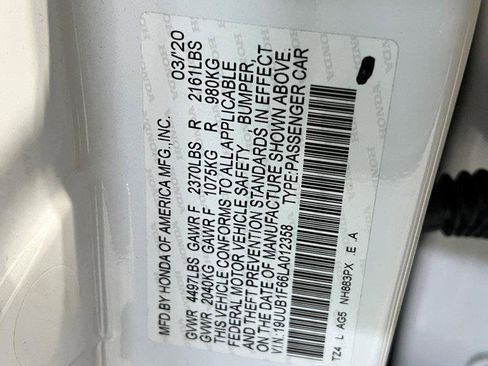 MFD BY HONDA OF AMERICA MFG., INC. 03/'20
GVWR 4497LBS GAWR F 2370LBS R 2161LBS
GVWR 2040KG GAWR F 1075KG R 980KG
THIS VEHICLE CONFORMS TO ALL APPLICABLE
FEDERAL MOTOR VEHICLE SAFETY, BUMPER,
AND THEFT PREVENTION STANDARDS IN EFFECT
ON THE DATE OF MANUFACTURE SHOWN ABOVE.
V.I.N.:19UUB1F66LA012358 TYPE:PASSENGER CAR
TZ4 L AG5 NH883PX .E .A